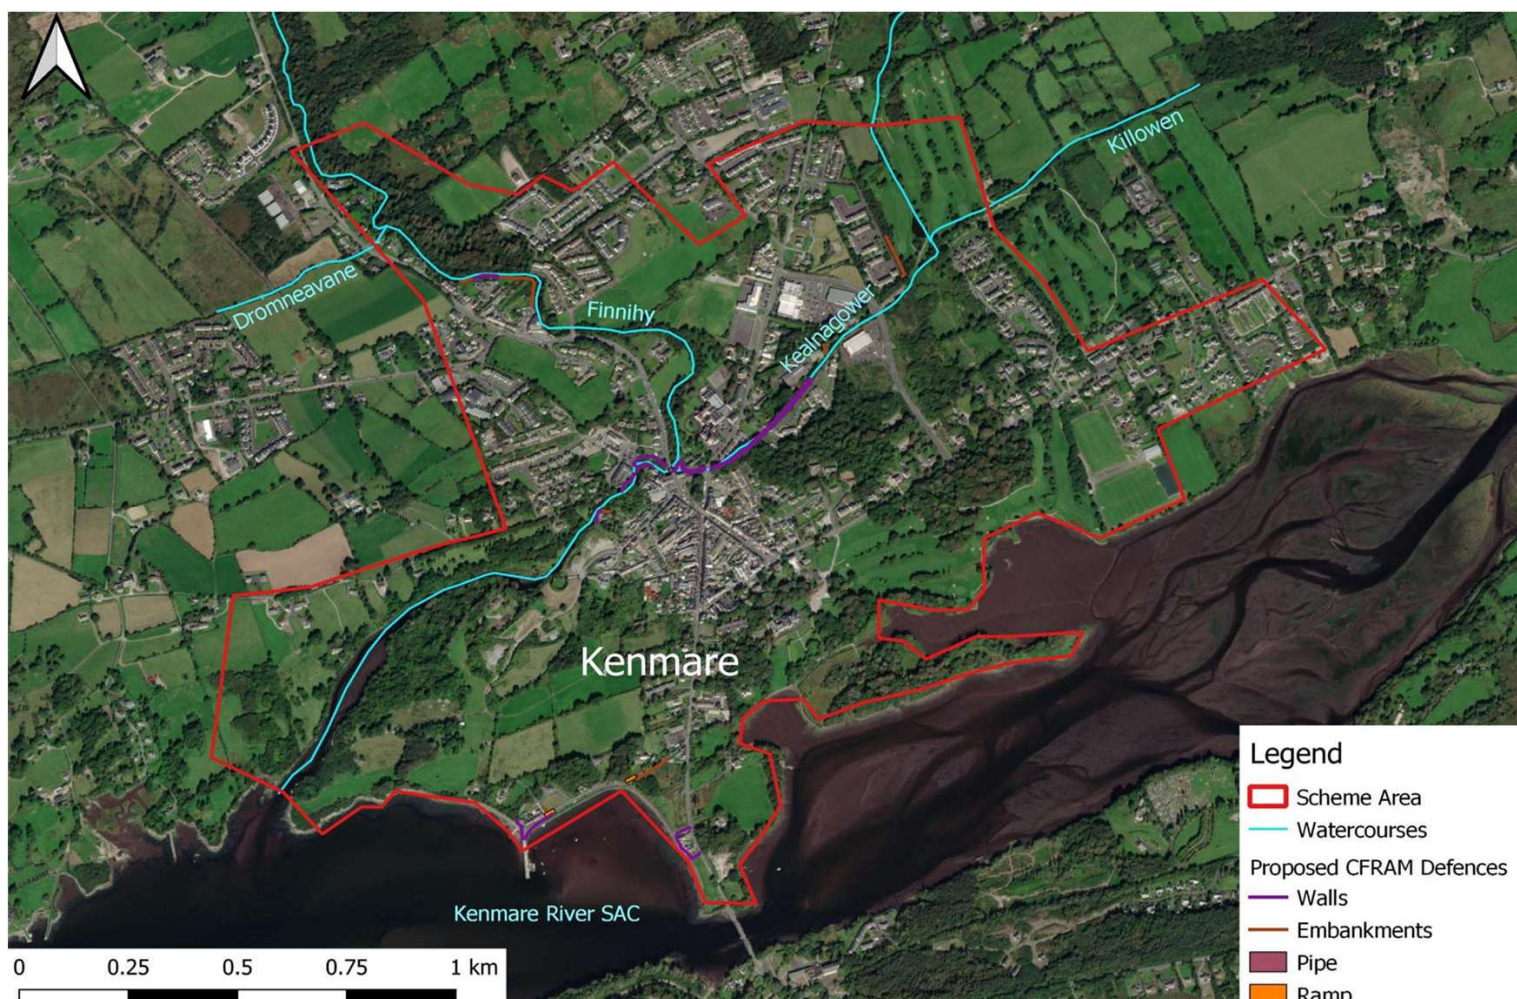 Killowen
Dromneavane
Finnihy
Kealnagower
Kenmare
Kenmare River SAC
Legend
Scheme Area
Watercourses
Proposed CFRAM Defences
Walls
Embankments
Pipe
Ramp
0 0.25 0.5 0.75 1 km